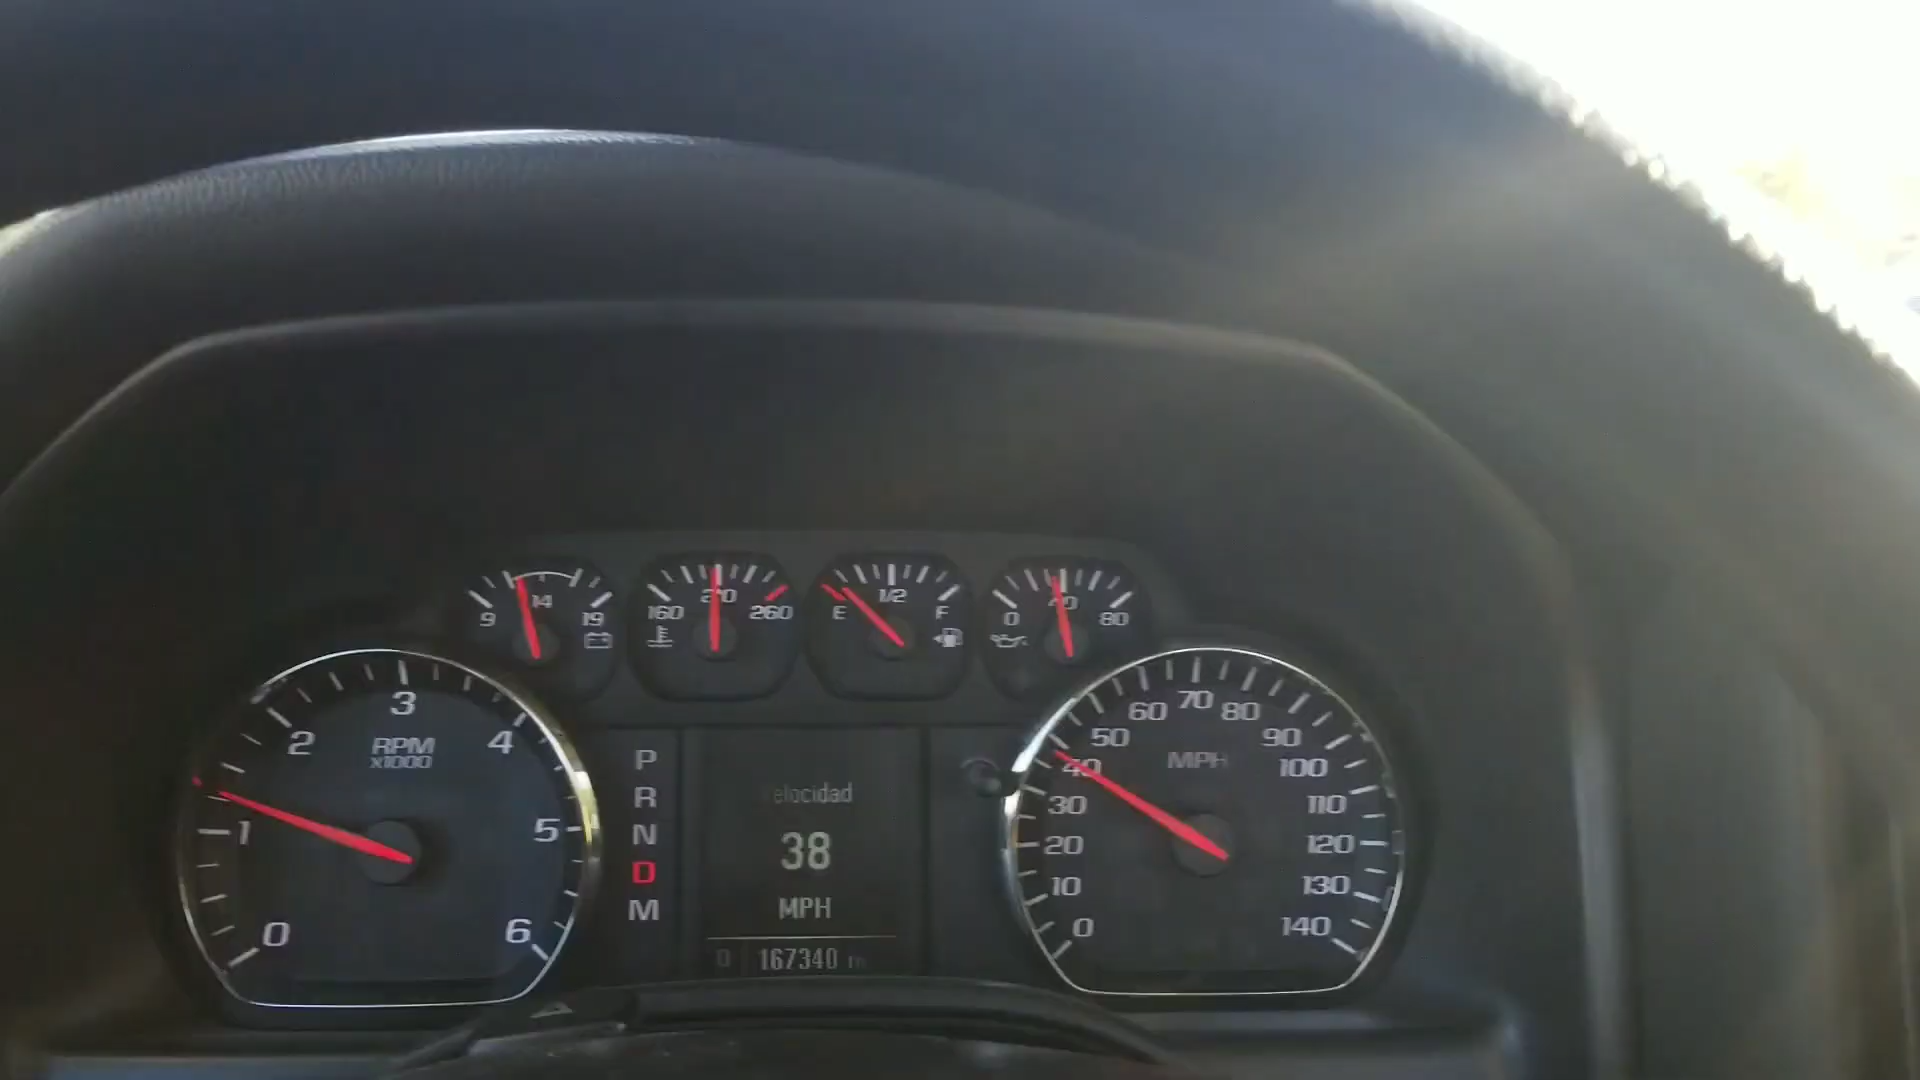 9 14 19
160 210 260
E 1/2 F
0 40 80
0 1 2 3 4 5 6
RPM
x1000
P
R
N
D
M
Velocidad
38
MPH
167340
0 10 20 30 40 50 60 70 80 90 100 110 120 130 140
MPH